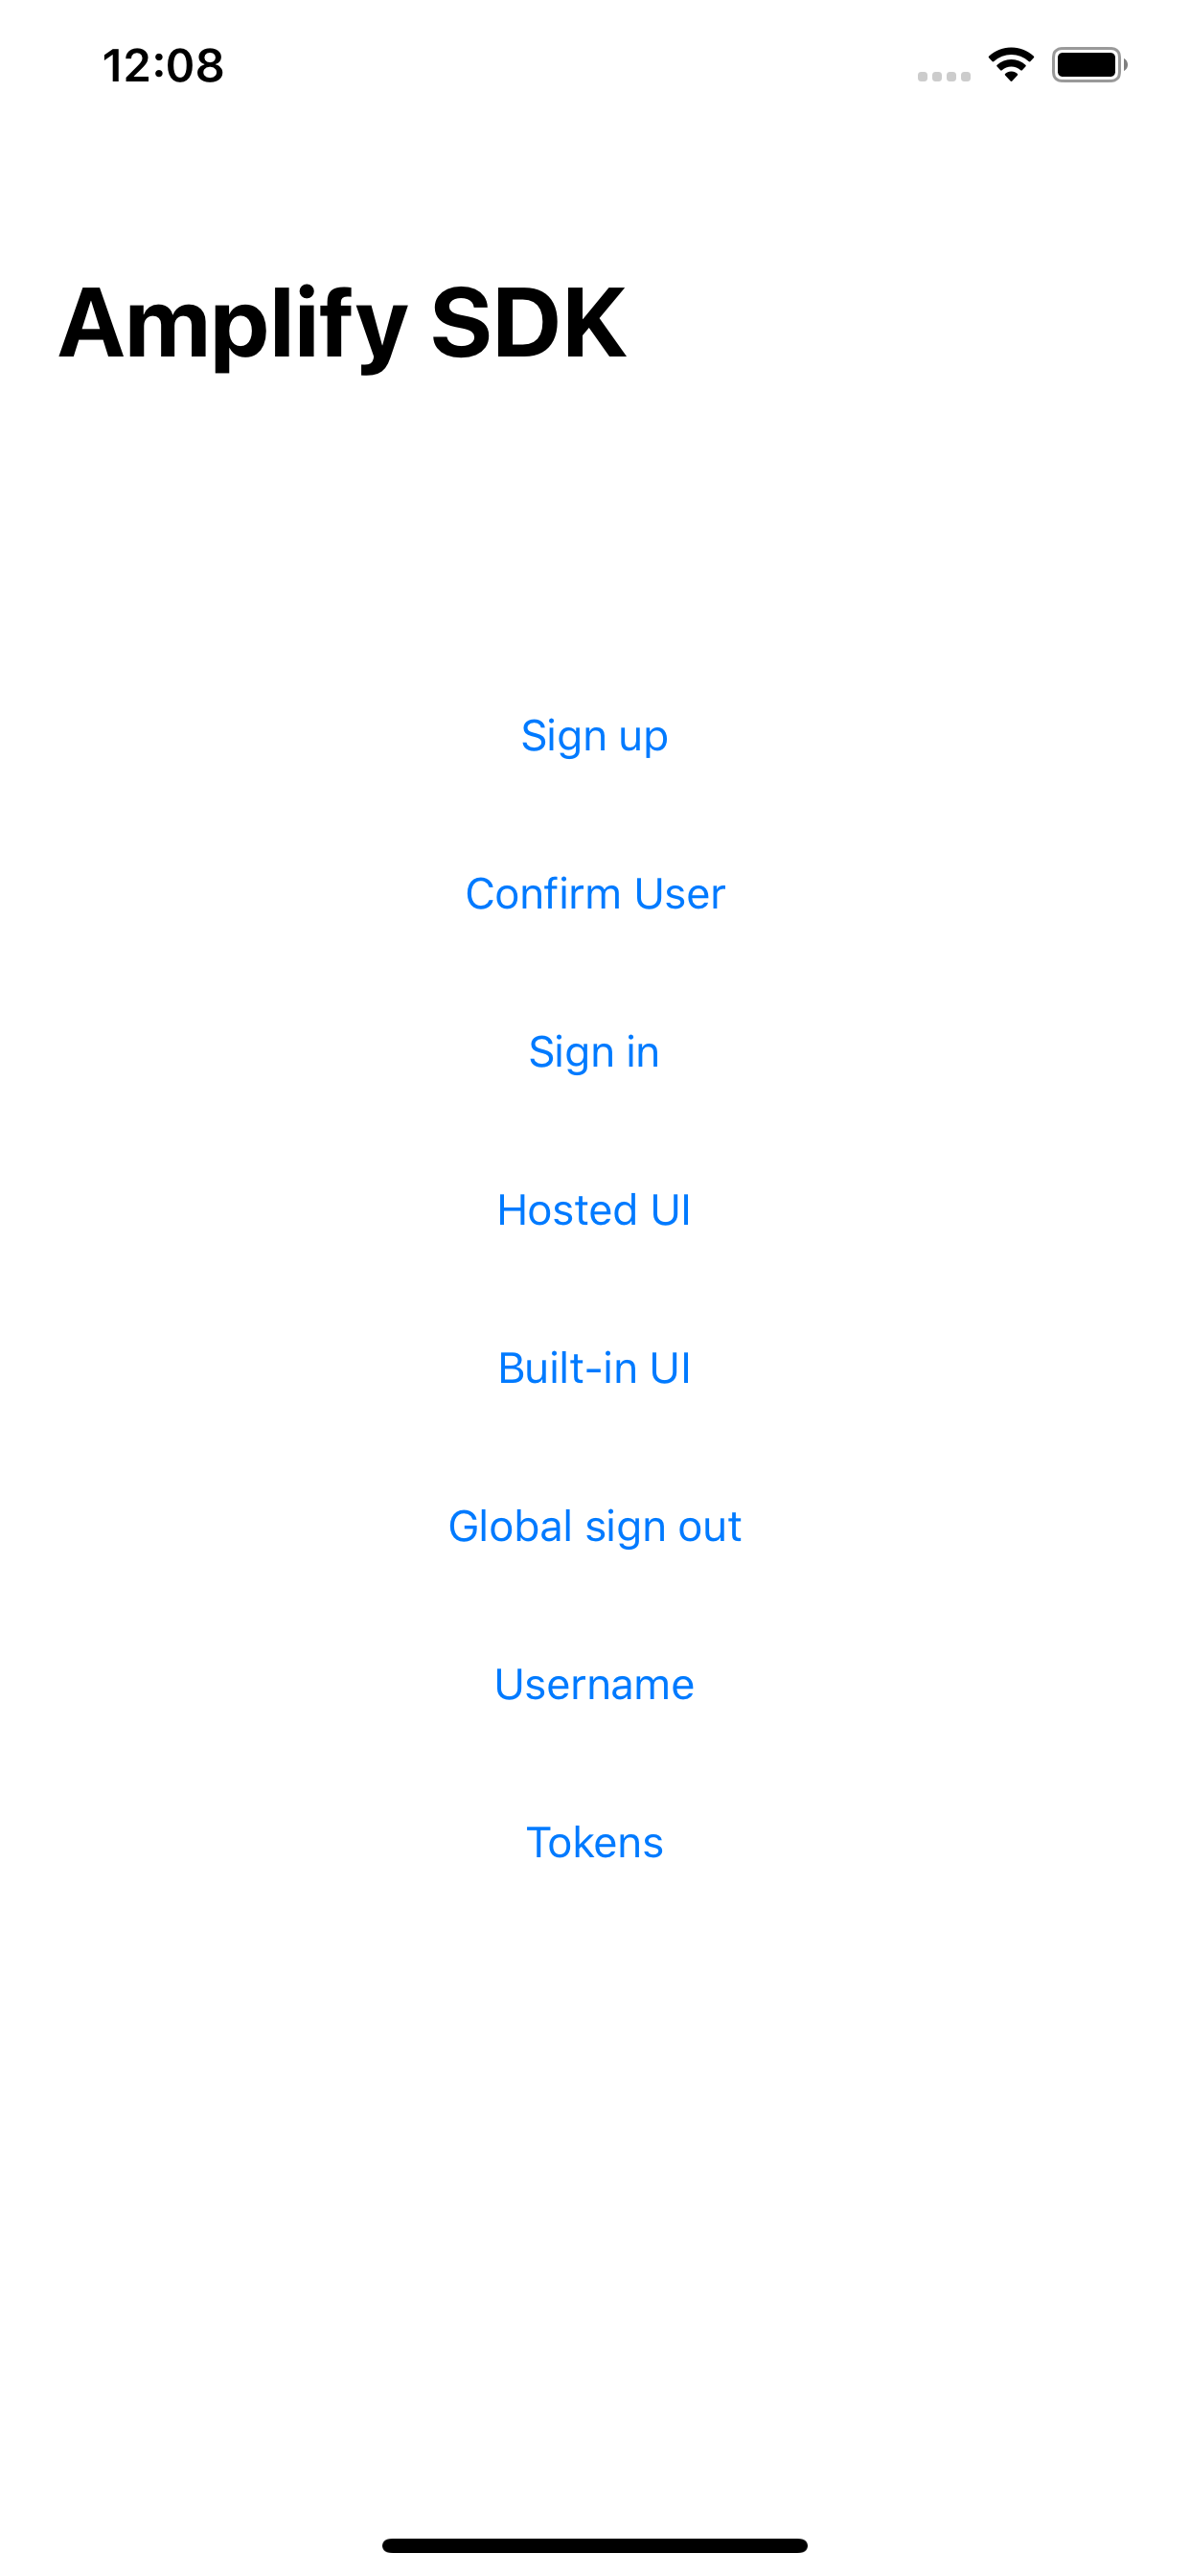 12:08
Amplify SDK
Sign up
Confirm User
Sign in
Hosted UI
Built-in UI
Global sign out
Username
Tokens